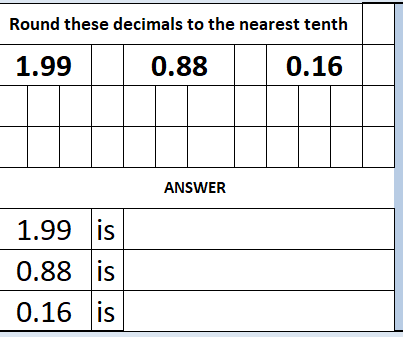 Round these decimals to the nearest tenth
1.99 0.88 0.16
ANSWER
1.99 is
0.88 is
0.16 is